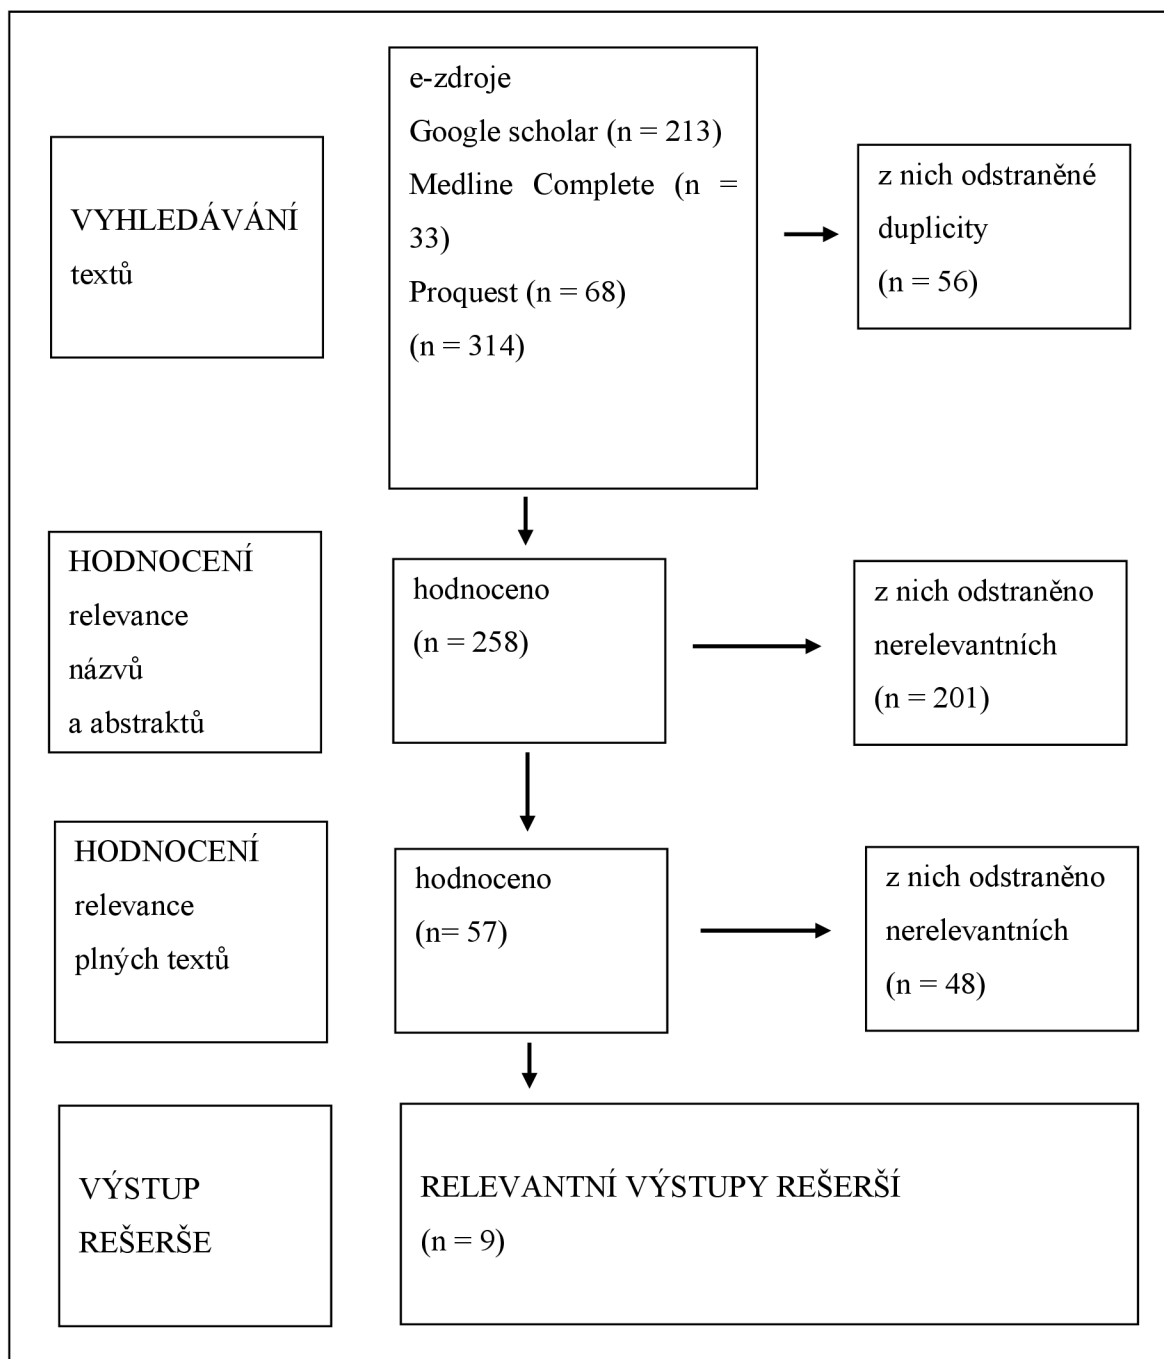 VYHLEDÁVÁNÍ
textů
e-zdroje
Google scholar (n = 213)
Medline Complete (n =
33)
Proquest (n = 68)
(n = 314)
z nich odstraněné
duplicity
(n = 56)
HODNOCENÍ
relevance
názvů
a abstraktů
hodnoceno
(n = 258)
z nich odstraněno
nerelevantních
(n = 201)
HODNOCENÍ
relevance
plných textů
hodnoceno
(n= 57)
z nich odstraněno
nerelevantních
(n = 48)
VÝSTUP
REŠERŠE
RELEVANTNÍ VÝSTUPY REŠERŠÍ
(n = 9)